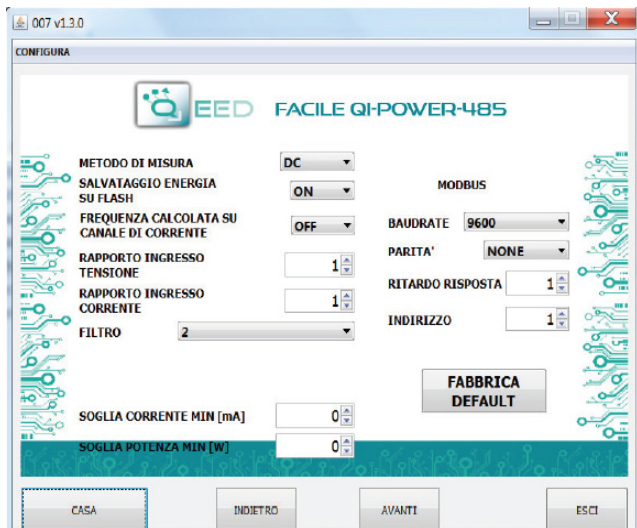 007 v1.3.0
CONFIGURA
QEED FACILE QI-POWER-485
METODO DI MISURA DC
SALVATAGGIO ENERGIA
SU FLASH ON
FREQUENZA CALCOLATA SU
CANALE DI CORRENTE OFF
RAPPORTO INGRESSO
TENSIONE 1
RAPPORTO INGRESSO
CORRENTE 1
FILTRO 2
SOGLIA CORRENTE MIN [mA] 0
SOGLIA POTENZA MIN [W] 0
MODBUS
BAUDRATE 9600
PARITA' NONE
RITARDO RISPOSTA 1
INDIRIZZO 1
FABBRICA
DEFAULT
CASA INDIETRO AVANTI ESCI